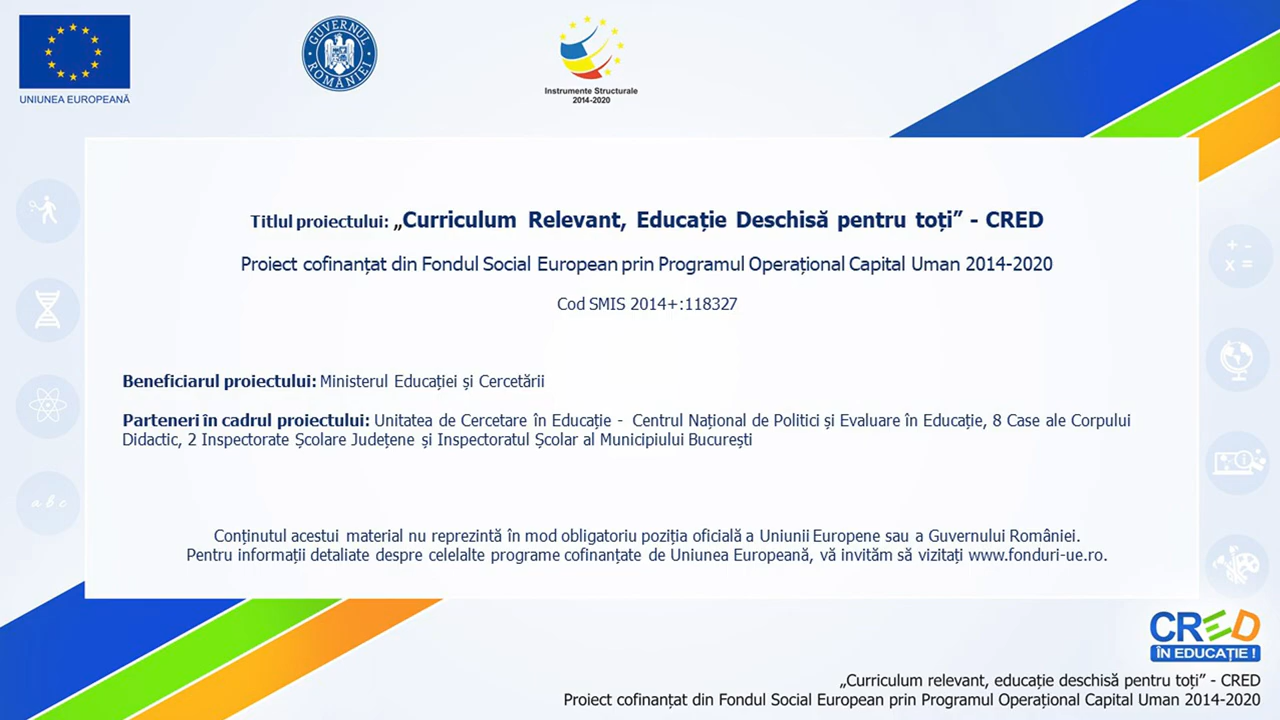 UNIUNEA EUROPEANĂ
GUVERNUL ROMÂNIEI
Instrumente Structurale
2014-2020
Titlul proiectului: „Curriculum Relevant, Educație Deschisă pentru toți” - CRED
Proiect cofinanțat din Fondul Social European prin Programul Operațional Capital Uman 2014-2020
Cod SMIS 2014+:118327
Beneficiarul proiectului: Ministerul Educației și Cercetării
Parteneri în cadrul proiectului: Unitatea de Cercetare în Educație - Centrul Național de Politici și Evaluare în Educație, 8 Case ale Corpului
Didactic, 2 Inspectorate Școlare Județene și Inspectoratul Școlar al Municipiului București
a b c
Conținutul acestui material nu reprezintă în mod obligatoriu poziția oficială a Uniunii Europene sau a Guvernului României.
Pentru informații detaliate despre celelalte programe cofinanțate de Uniunea Europeană, vă invităm să vizitați www.fonduri-ue.ro.
CRED
ÎN EDUCAȚIE !
„Curriculum relevant, educație deschisă pentru toți” - CRED
Proiect cofinanțat din Fondul Social European prin Programul Operațional Capital Uman 2014-2020